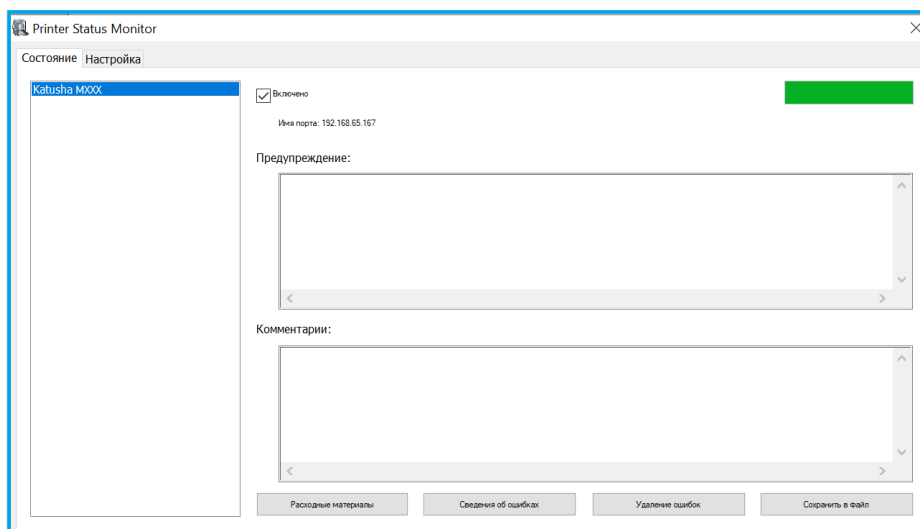 Printer Status Monitor
Состояние Настройка
Katusha MXXX
Включено
Имя порта: 192.168.65.167
Предупреждение:
Комментарии:
Расходные материалы Сведения об ошибках Удаление ошибок Сохранить в файл